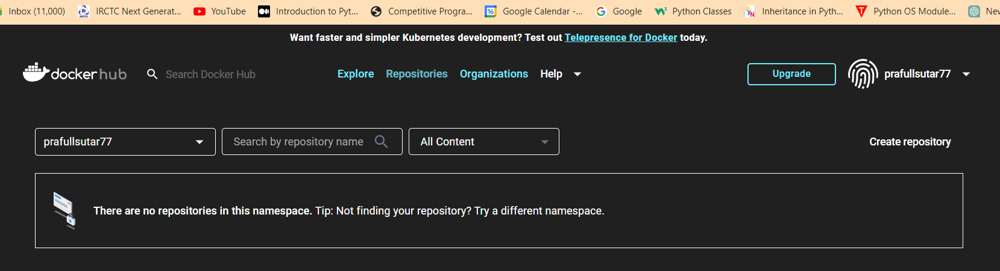 Inbox (11,000) IRCTC Next Generat... YouTube Introduction to Pyt... Competitive Progra... 16 Google Calendar -... Google Python Classes Inheritance in Pyth... Python OS Module... New
Want faster and simpler Kubernetes development? Test out Telepresence for Docker today.
dockerhub Search Docker Hub Explore Repositories Organizations Help Upgrade prafullsutar77
prafullsutar77 Search by repository name All Content Create repository
There are no repositories in this namespace. Tip: Not finding your repository? Try a different namespace.